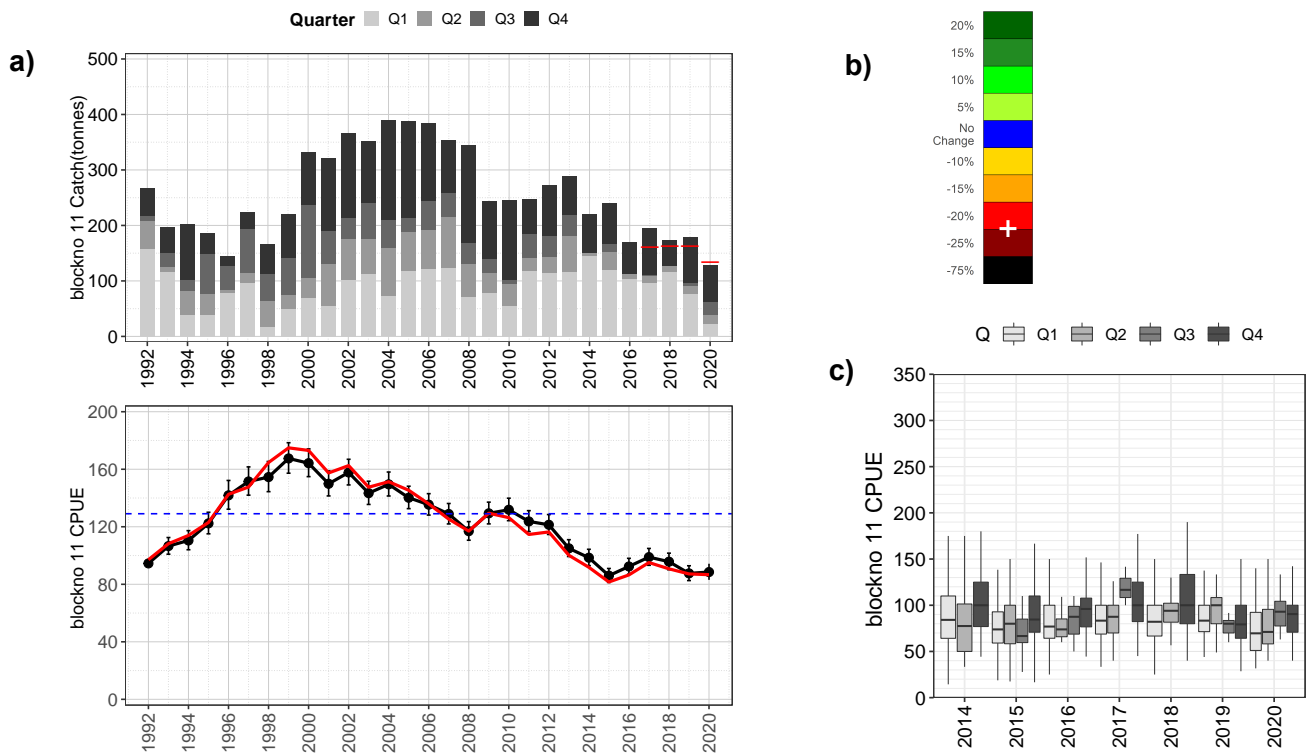 Quarter Q1 Q2 Q3 Q4
a)
blockno 11 Catch(tonnes)
500
400
300
200
100
0
1992 1994 1996 1998 2000 2002 2004 2006 2008 2010 2012 2014 2016 2018 2020
blockno 11 CPUE
200
160
120
80
40
0
1992 1994 1996 1998 2000 2002 2004 2006 2008 2010 2012 2014 2016 2018 2020
b)
20%
15%
10%
5%
No
Change
-10%
-15%
-20%
-25%
-75%
Q Q1 Q2 Q3 Q4
c)
blockno 11 CPUE
350
300
250
200
150
100
50
0
2014 2015 2016 2017 2018 2019 2020